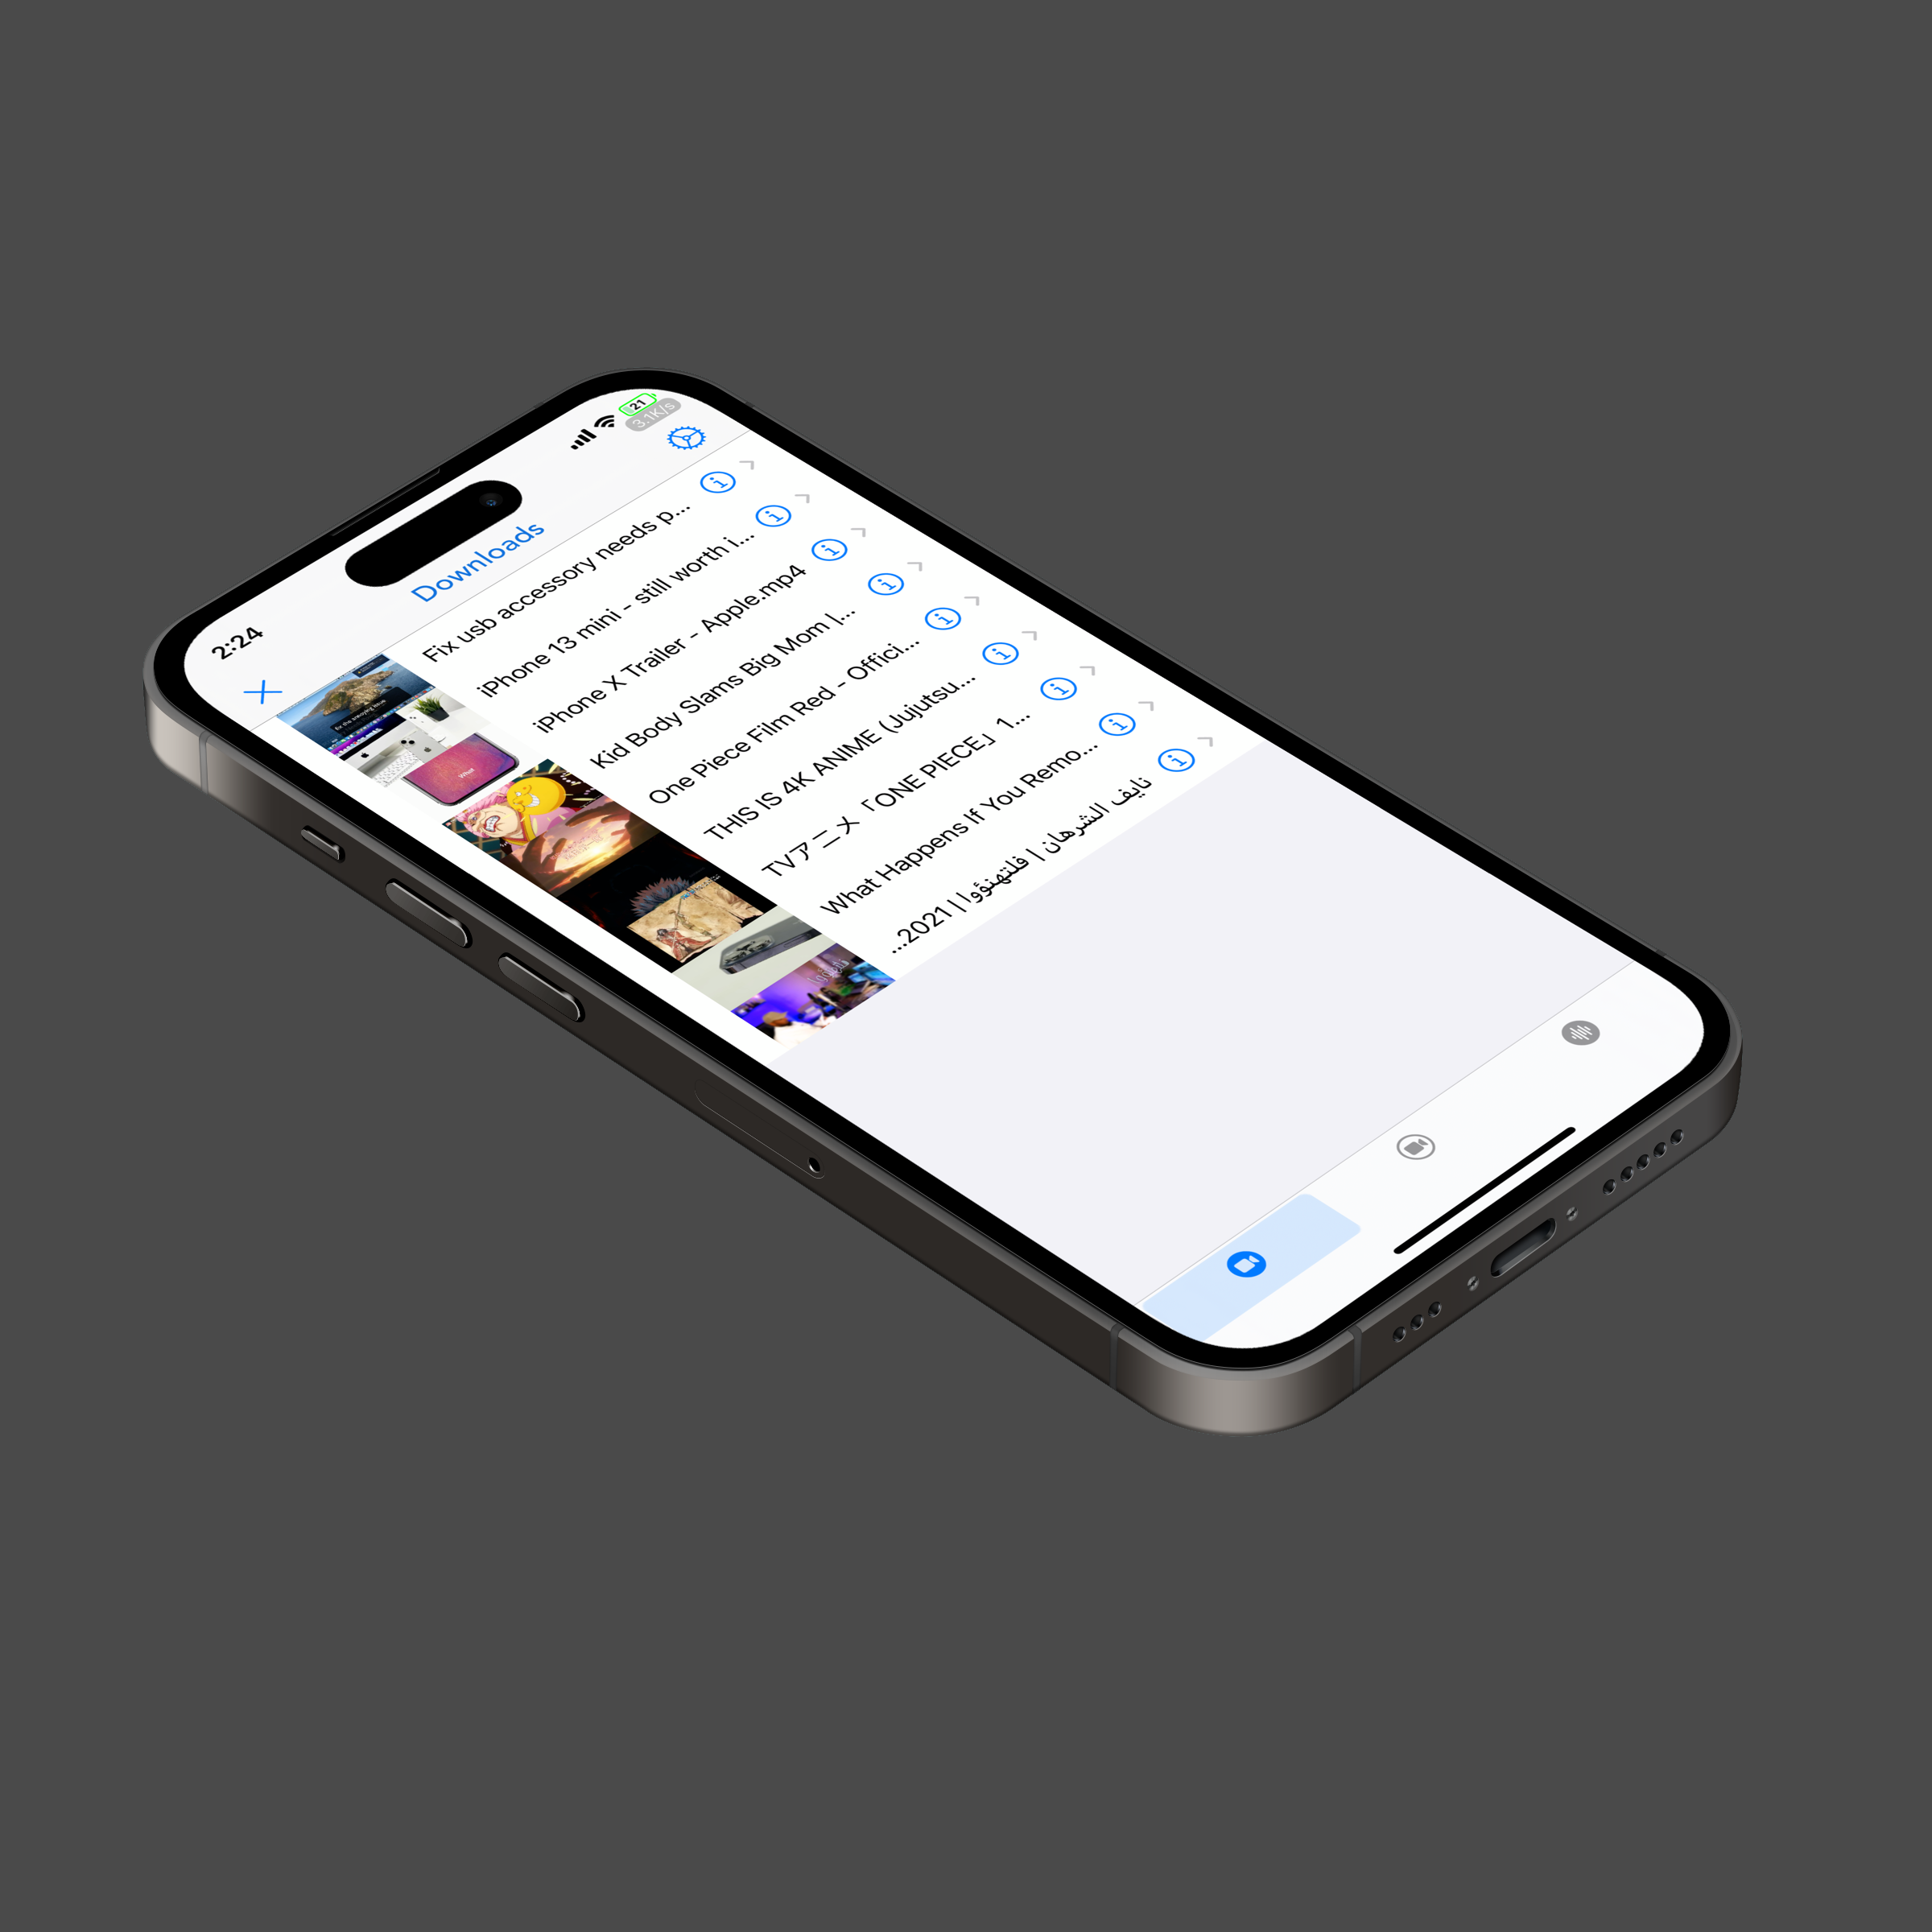 2:24
21
3.1K/s
Downloads
Fix usb accessory needs p...
iPhone 13 mini - still worth i...
iPhone X Trailer - Apple.mp4
Kid Body Slams Big Mom |...
One Piece Film Red - Offici...
THIS IS 4K ANIME (Jujutsu...
TVアニメ「ONE PIECE」1...
What Happens If You Remo...
نايف الشرهان | فلتهنؤوا | 2021...